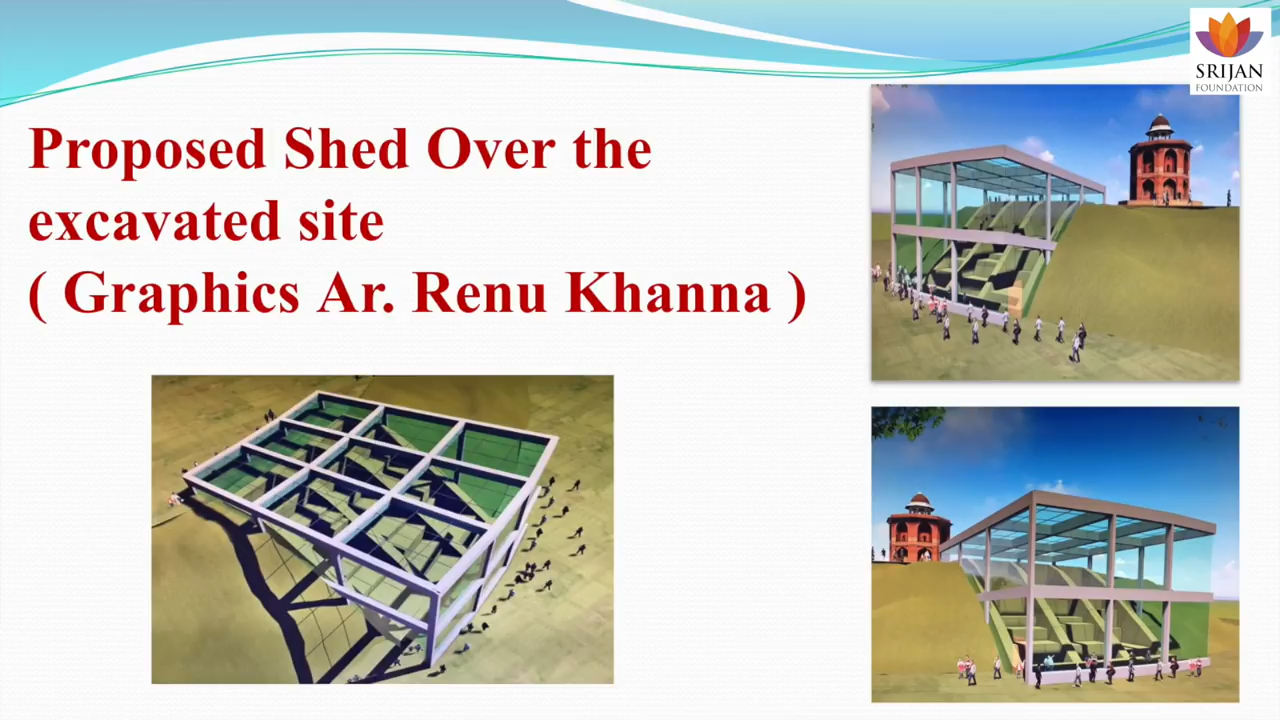 SRIJAN
FOUNDATION
Proposed Shed Over the
excavated site
( Graphics Ar. Renu Khanna )